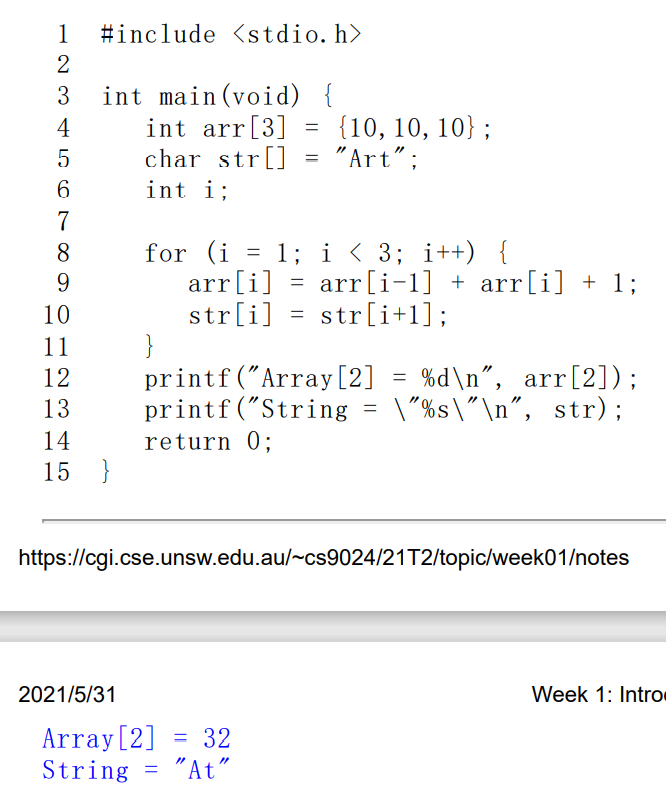 1 #include <stdio.h>
2
3 int main(void) {
4 int arr[3] = {10,10,10};
5 char str[] = "Art";
6 int i;
7
8 for (i = 1; i < 3; i++) {
9 arr[i] = arr[i-1] + arr[i] + 1;
10 str[i] = str[i+1];
11 }
12 printf("Array[2] = %d\n", arr[2]);
13 printf("String = \"%s\"\n", str);
14 return 0;
15 }
https://cgi.cse.unsw.edu.au/~cs9024/21T2/topic/week01/notes
2021/5/31 Week 1: Intro
Array[2] = 32
String = "At"